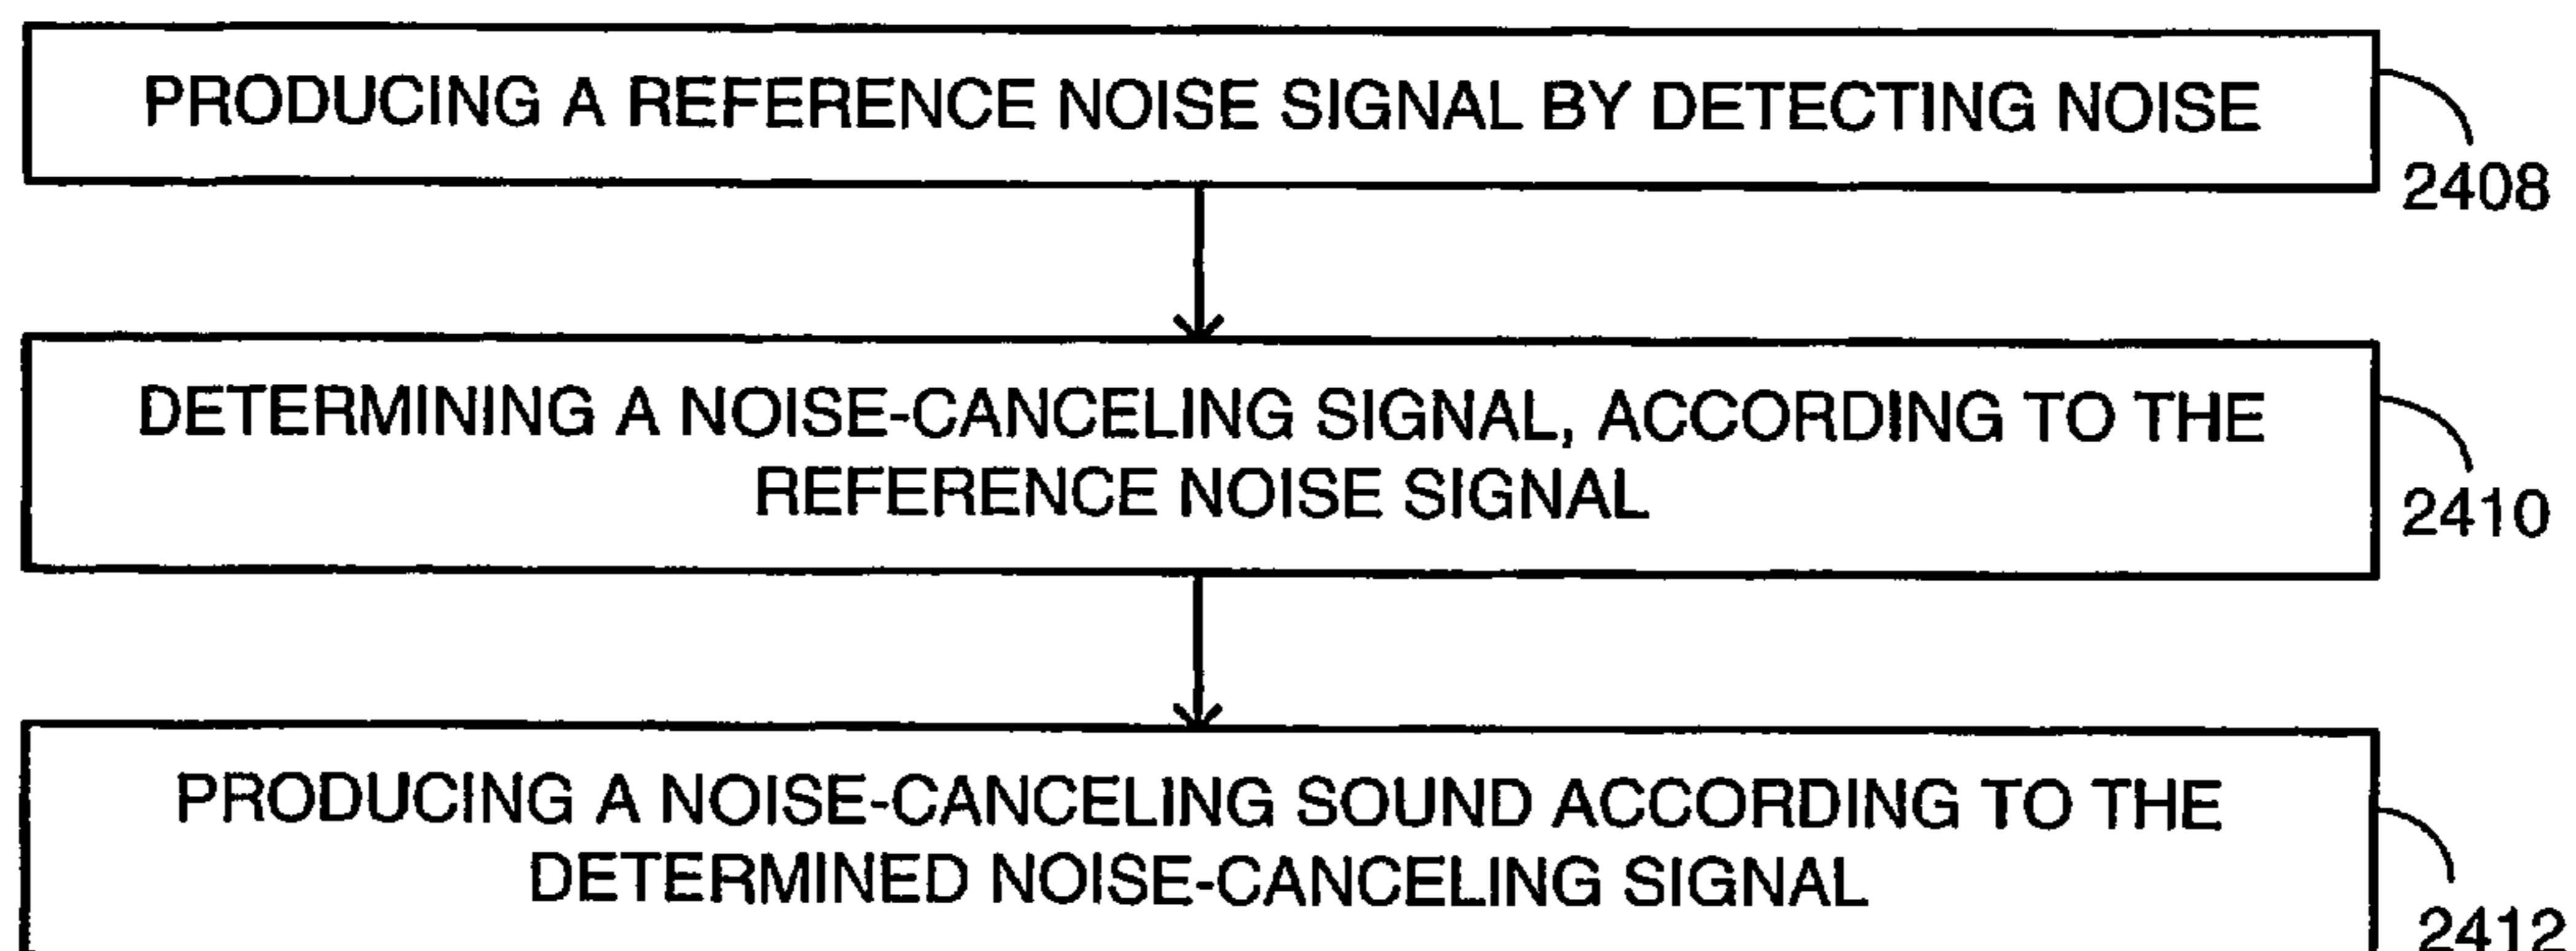 PRODUCING A REFERENCE NOISE SIGNAL BY DETECTING NOISE
2408
DETERMINING A NOISE-CANCELING SIGNAL, ACCORDING TO THE
REFERENCE NOISE SIGNAL
2410
PRODUCING A NOISE-CANCELING SOUND ACCORDING TO THE
DETERMINED NOISE-CANCELING SIGNAL
2412